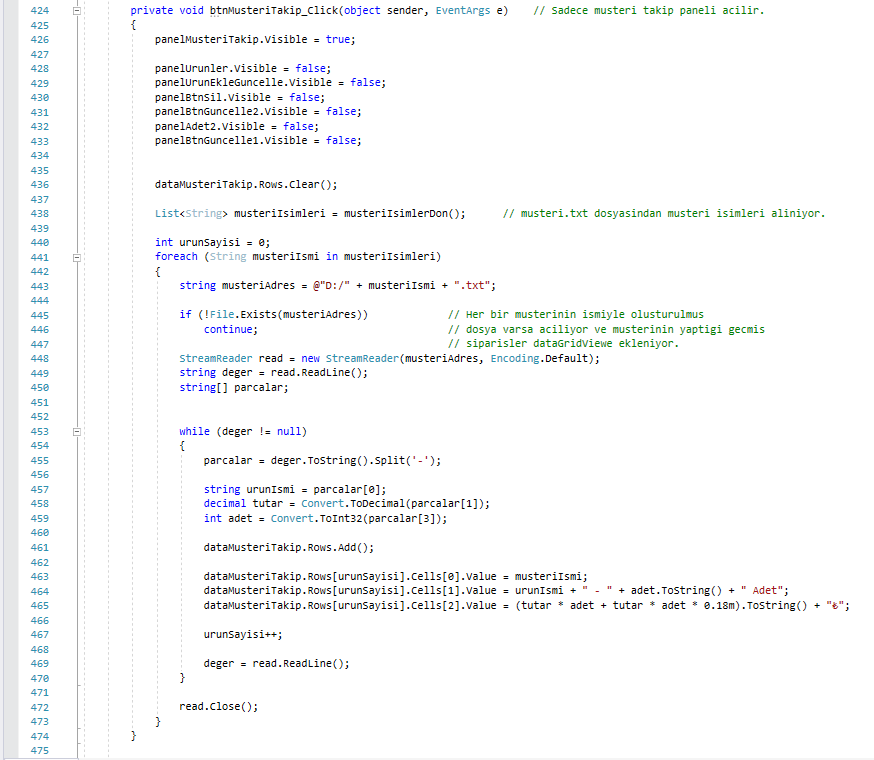 424 private void btnMusteriTakip_Click(object sender, EventArgs e) // Sadece musteri takip paneli acilir.
425 {
426 panelMusteriTakip.Visible = true;
427
428 panelUrunler.Visible = false;
429 panelUrunEkleGuncelle.Visible = false;
430 panelBtnSil.Visible = false;
431 panelBtnGuncelle2.Visible = false;
432 panelAdet2.Visible = false;
433 panelBtnGuncelle1.Visible = false;
434
435
436 dataMusteriTakip.Rows.Clear();
437
438 List<String> musteriIsimleri = musteriIsimlerDon(); // musteri.txt dosyasindan musteri isimleri aliniyor.
439
440 int urunSayisi = 0;
441 foreach (String musteriIsmi in musteriIsimleri)
442 {
443 string musteriAdres = @"D:/" + musteriIsmi + ".txt";
444
445 if (!File.Exists(musteriAdres)) // Her bir musterinin ismiyle olusturulmus
446 continue; // dosya varsa aciliyor ve musterinin yaptigi gecmis
447 // siparisler dataGridViewe ekleniyor.
448 StreamReader read = new StreamReader(musteriAdres, Encoding.Default);
449 string deger = read.ReadLine();
450 string[] parcalar;
451
452
453 while (deger != null)
454 {
455 parcalar = deger.ToString().Split('-');
456
457 string urunIsmi = parcalar[0];
458 decimal tutar = Convert.ToDecimal(parcalar[1]);
459 int adet = Convert.ToInt32(parcalar[3]);
460
461 dataMusteriTakip.Rows.Add();
462
463 dataMusteriTakip.Rows[urunSayisi].Cells[0].Value = musteriIsmi;
464 dataMusteriTakip.Rows[urunSayisi].Cells[1].Value = urunIsmi + " - " + adet.ToString() + " Adet";
465 dataMusteriTakip.Rows[urunSayisi].Cells[2].Value = (tutar * adet + tutar * adet * 0.18m).ToString() + "₺";
466
467 urunSayisi++;
468
469 deger = read.ReadLine();
470 }
471
472 read.Close();
473 }
474 }
475